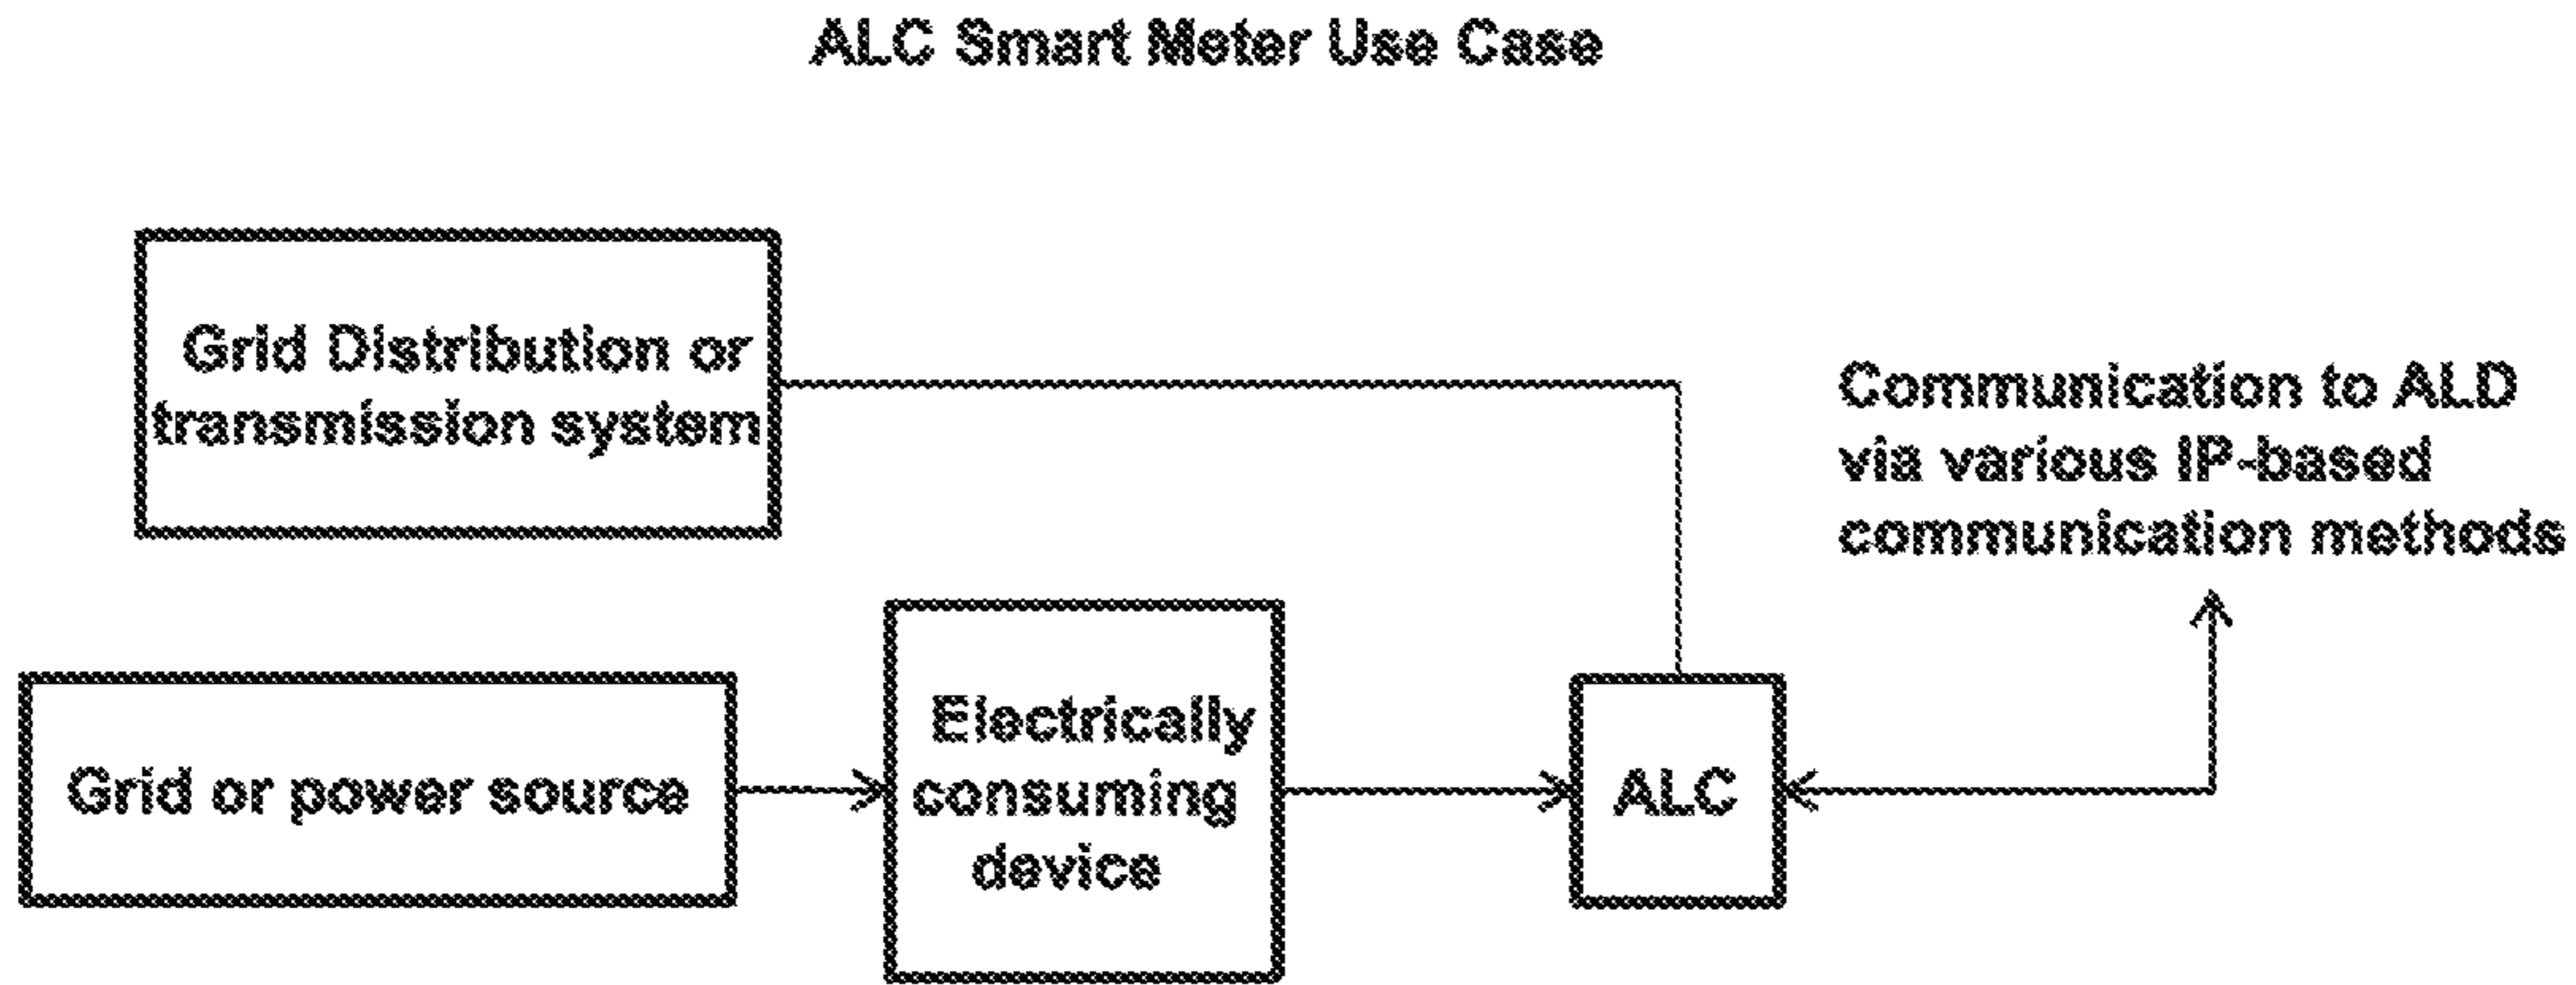 ALC Smart Meter Use Case
Grid Distribution or
transmission system
Communication to ALD
via various IP-based
communication methods
Grid or power source
Electrically
consuming
device
ALC